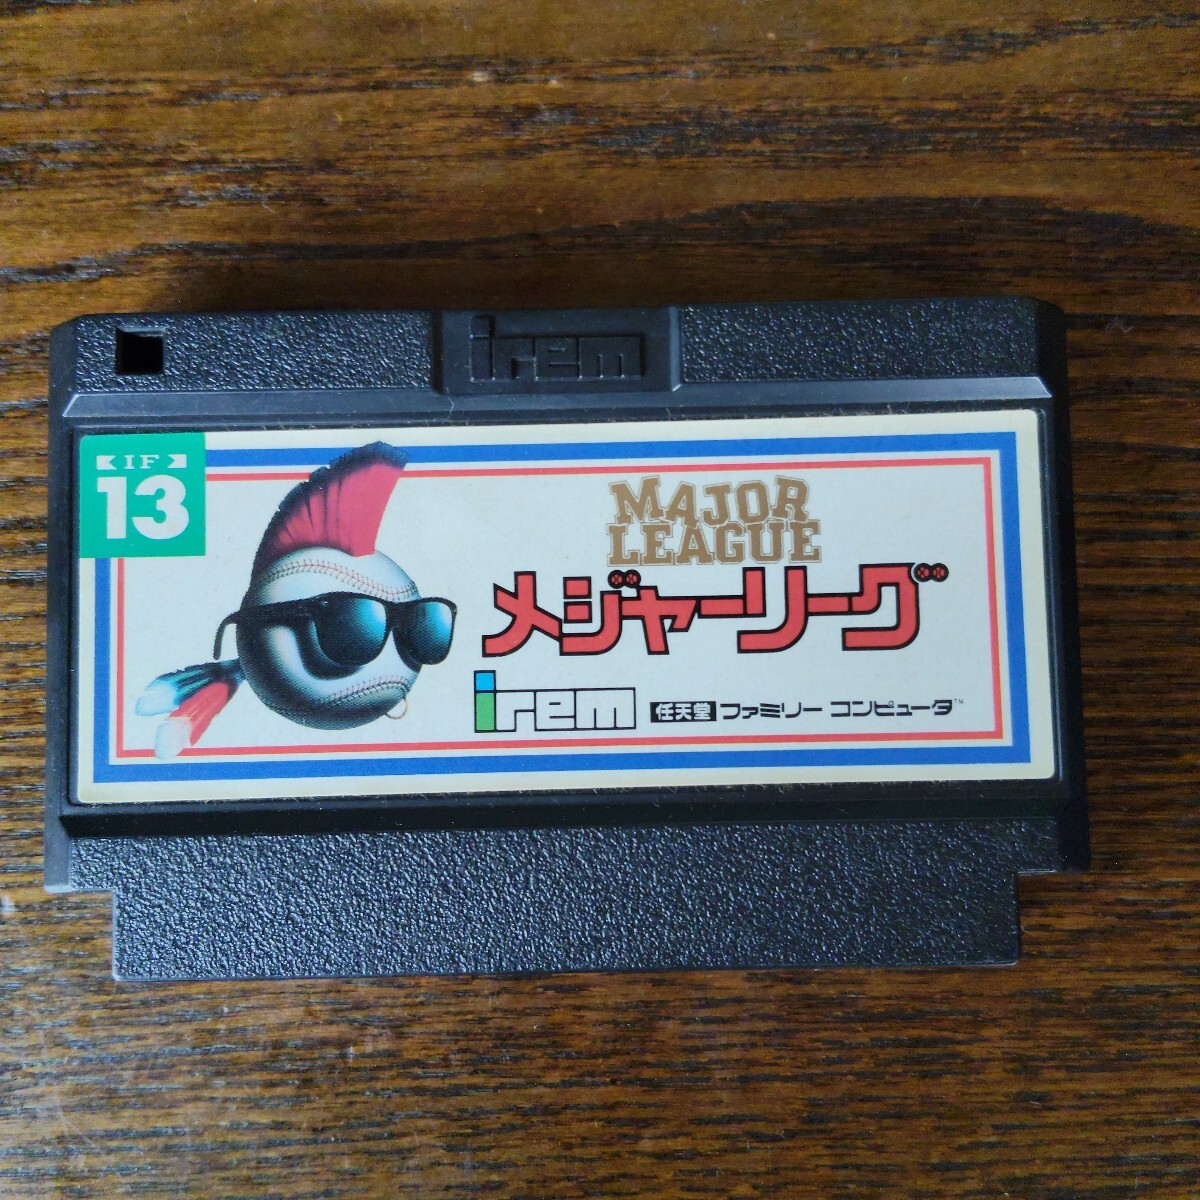 irem
IF
13
MAJOR
LEAGUE
メジャーリーグ
irem 任天堂 ファミリー コンピュータ™